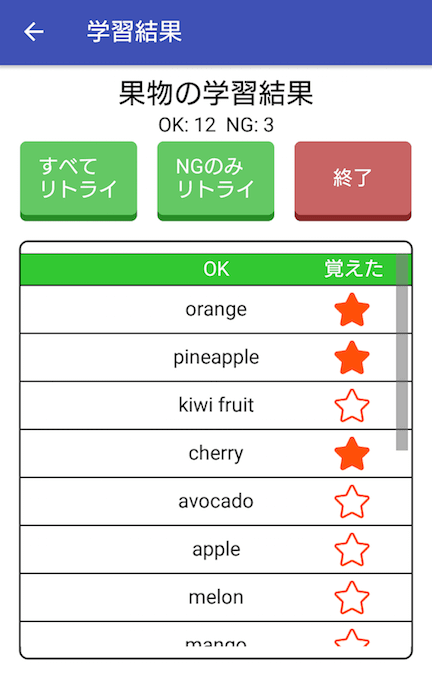 学習結果
果物の学習結果
OK: 12 NG: 3
すべて
リトライ
NGのみ
リトライ
終了
OK 覚えた
orange
pineapple
kiwi fruit
cherry
avocado
apple
melon
mango